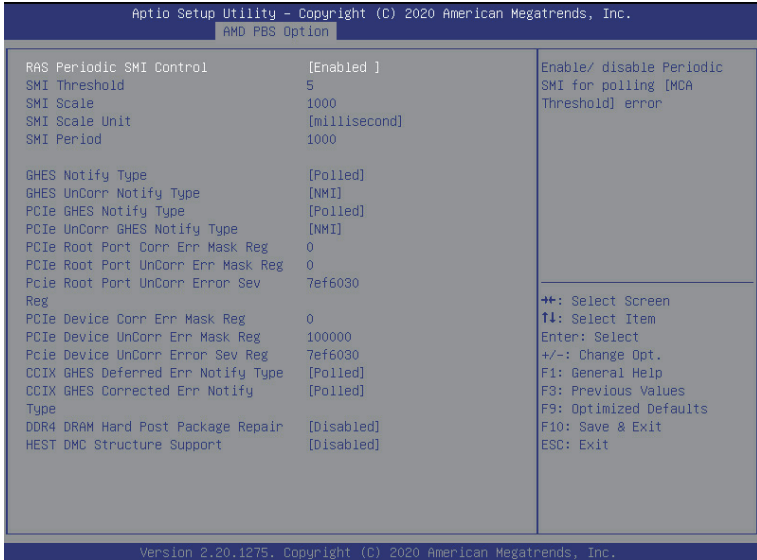 Aptio Setup Utility – Copyright (C) 2020 American Megatrends, Inc.
AMD PBS Option
RAS Periodic SMI Control [Enabled ]
SMI Threshold 5
SMI Scale 1000
SMI Scale Unit [millisecond]
SMI Period 1000
GHES Notify Type [Polled]
GHES UnCorr Notify Type [NMI]
PCIe GHES Notify Type [Polled]
PCIe UnCorr GHES Notify Type [NMI]
PCIe Root Port Corr Err Mask Reg 0
PCIe Root Port UnCorr Err Mask Reg 0
Pcie Root Port UnCorr Error Sev 7ef6030
Reg
PCIe Device Corr Err Mask Reg 0
PCIe Device UnCorr Err Mask Reg 100000
Pcie Device UnCorr Error Sev Reg 7ef6030
CCIX GHES Deferred Err Notify Type [Polled]
CCIX GHES Corrected Err Notify [Polled]
Type
DDR4 DRAM Hard Post Package Repair [Disabled]
HEST DMC Structure Support [Disabled]
Enable/ disable Periodic
SMI for polling [MCA
Threshold] error
→←: Select Screen
↑↓: Select Item
Enter: Select
+/-: Change Opt.
F1: General Help
F3: Previous Values
F9: Optimized Defaults
F10: Save & Exit
ESC: Exit
Version 2.20.1275. Copyright (C) 2020 American Megatrends, Inc.